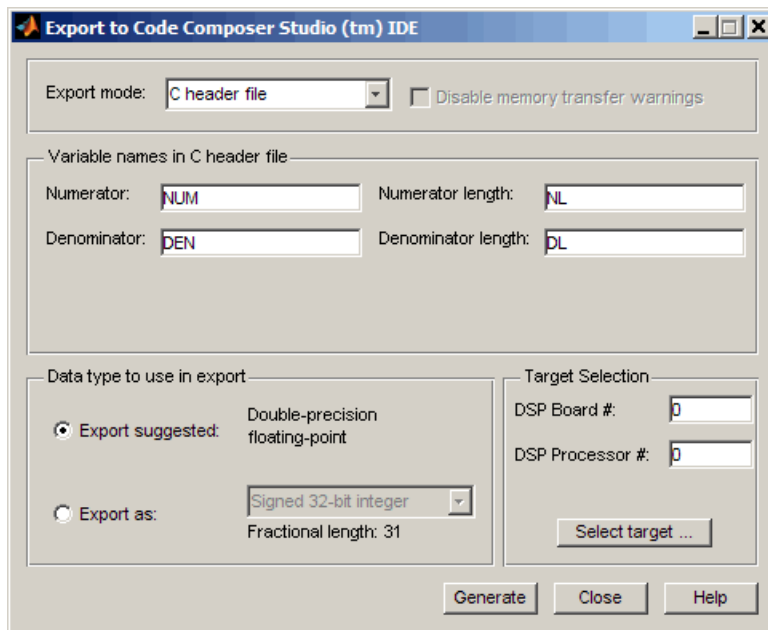 Export to Code Composer Studio (tm) IDE
Export mode: C header file Disable memory transfer warnings
Variable names in C header file
Numerator: NUM Numerator length: NL
Denominator: DEN Denominator length: DL
Data type to use in export
Export suggested: Double-precision
floating-point
Export as: Signed 32-bit integer
Fractional length: 31
Target Selection
DSP Board #: 0
DSP Processor #: 0
Select target ...
Generate Close Help